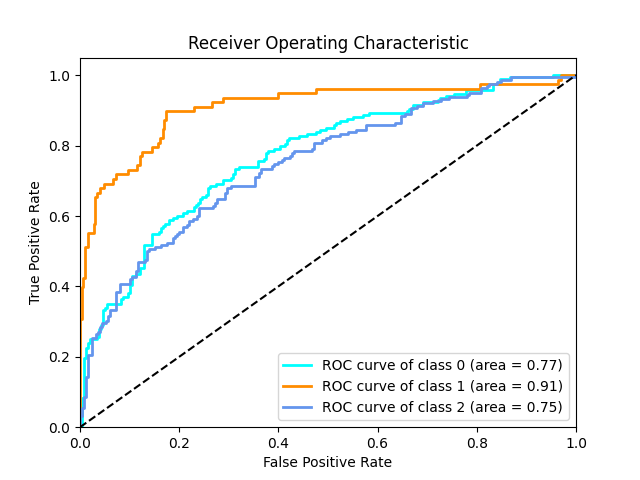 Receiver Operating Characteristic
True Positive Rate
1.0
0.8
0.6
0.4
0.2
0.0
ROC curve of class 0 (area = 0.77)
ROC curve of class 1 (area = 0.91)
ROC curve of class 2 (area = 0.75)
0.0 0.2 0.4 0.6 0.8 1.0
False Positive Rate